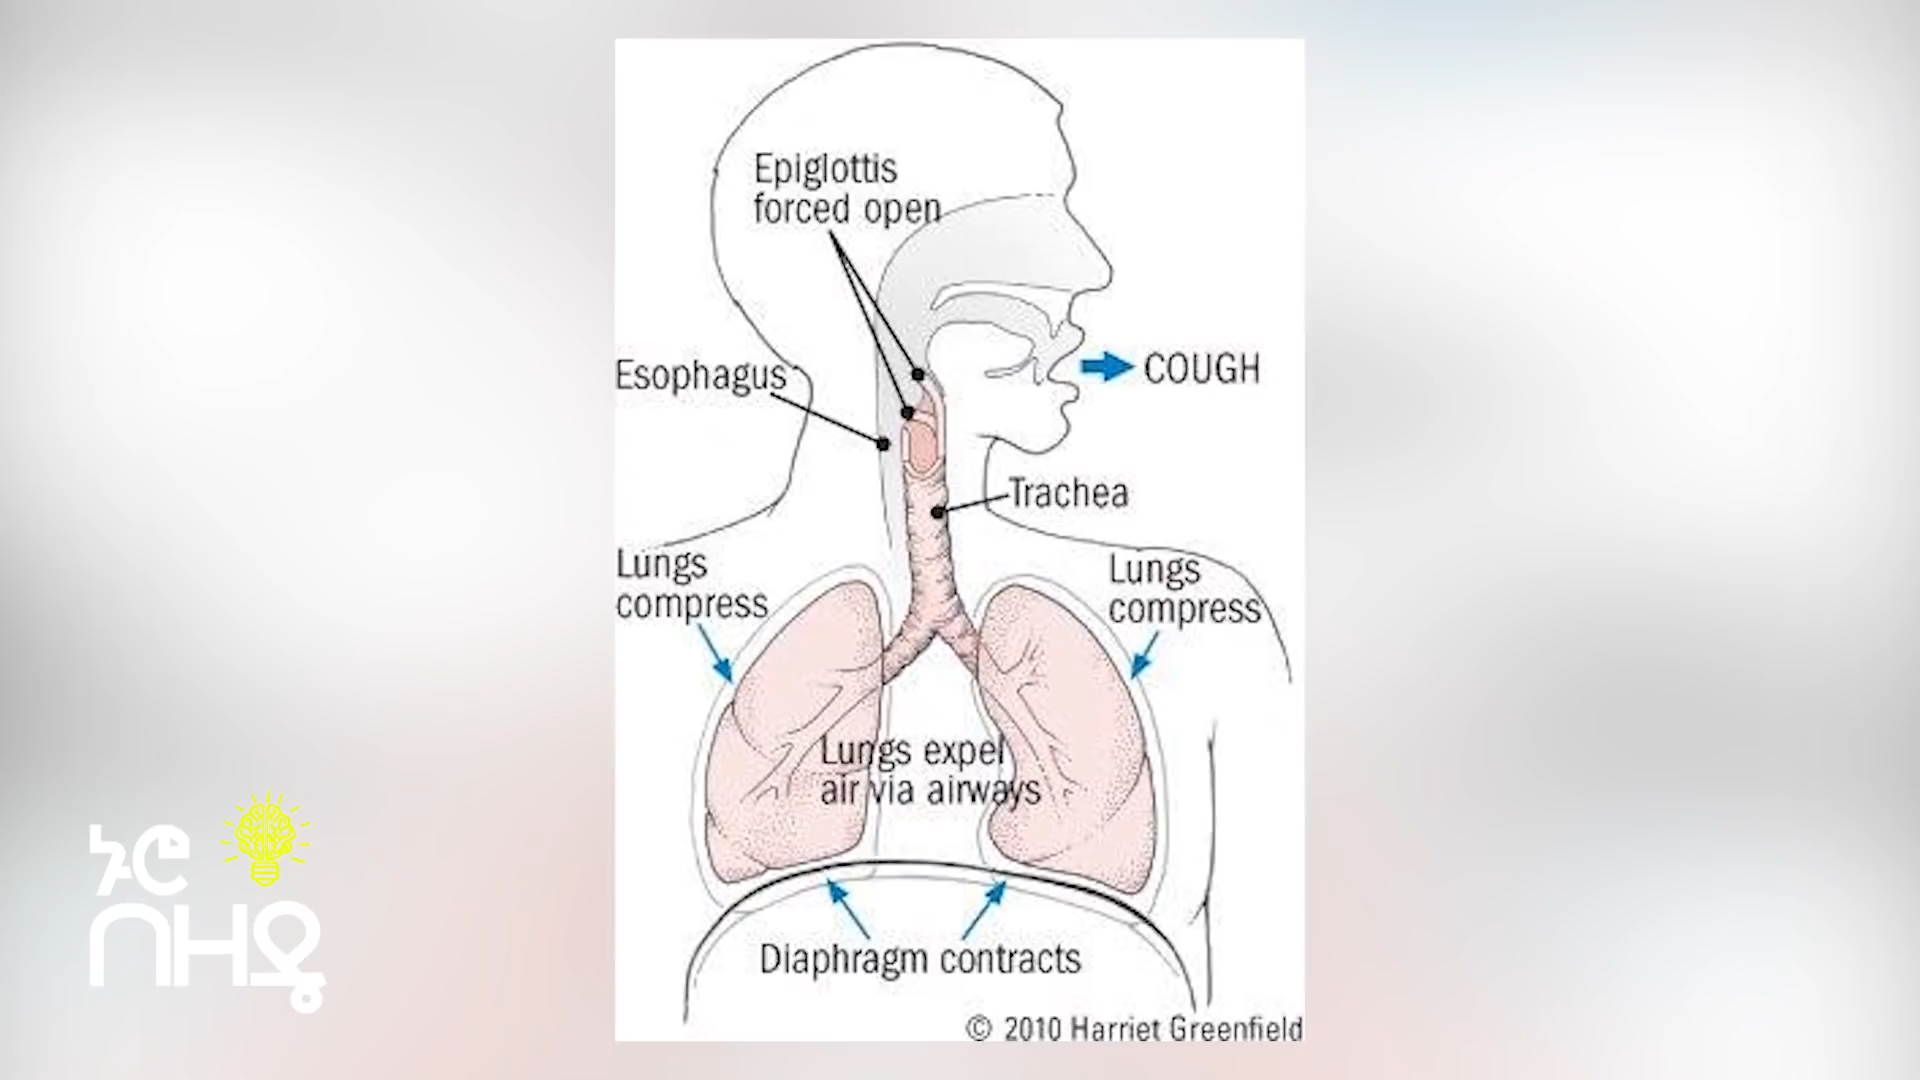 Epiglottis
forced open
Esophagus
COUGH
Trachea
Lungs
compress
Lungs
compress
Lungs expel
air via airways
Diaphragm contracts
© 2010 Harriet Greenfield
ኑሮ
በዘዴ